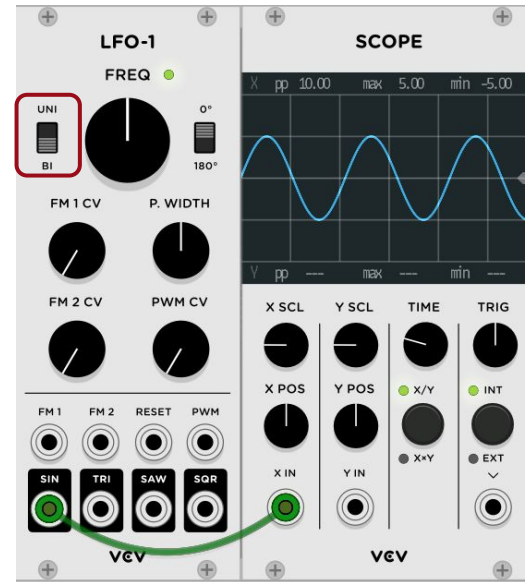 LFO-1
FREQ
UNI
BI
0°
180°
FM 1 CV
P. WIDTH
FM 2 CV
PWM CV
FM 1
FM 2
RESET
PWM
SIN
TRI
SAW
SQR
VCV
SCOPE
X pp 10.00 max 5.00 min -5.00
Y pp --- max --- min ---
X SCL
Y SCL
TIME
TRIG
X POS
Y POS
X/Y
INT
X×Y
EXT
X IN
Y IN
VCV